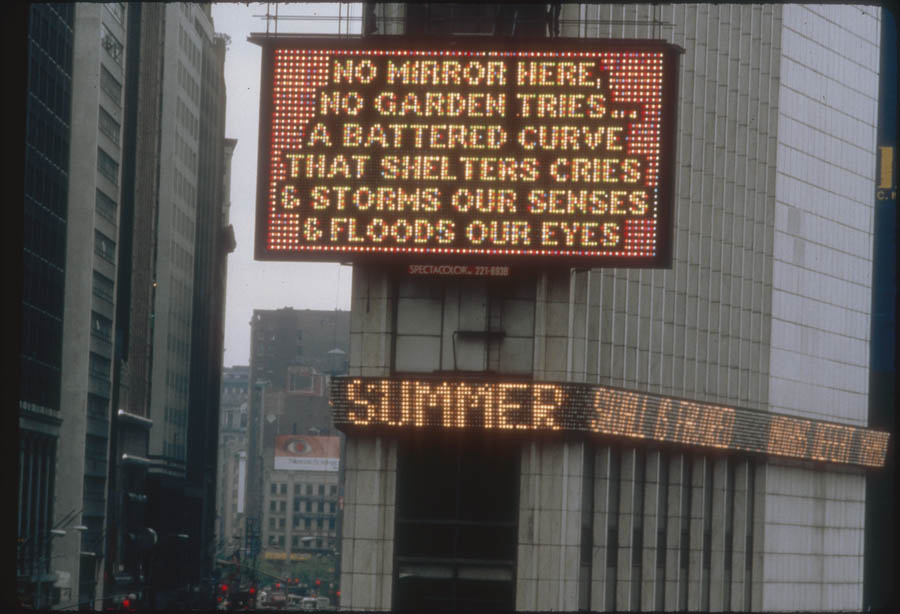 NO MIRROR HERE,
NO GARDEN TRIES...
A BATTERED CURVE
THAT SHELTERS CRIES
& STORMS OUR SENSES
& FLOODS OUR EYES
SPECTACOLOR 221-6938
SUMMER